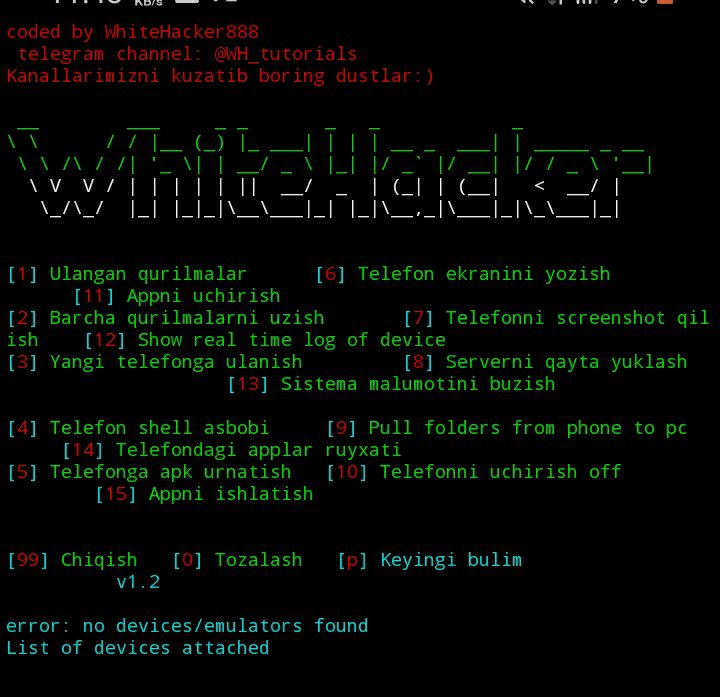 KB/s
coded by WhiteHacker888
telegram channel: @WH_tutorials
Kanallarimizni kuzatib boring dustlar:)
WhiteHacker
[1] Ulangan qurilmalar [6] Telefon ekranini yozish
[11] Appni uchirish
[2] Barcha qurilmalarni uzish [7] Telefonni screenshot qil
ish [12] Show real time log of device
[3] Yangi telefonga ulanish [8] Serverni qayta yuklash
[13] Sistema malumotini buzish
[4] Telefon shell asbobi [9] Pull folders from phone to pc
[14] Telefondagi applar ruyxati
[5] Telefonga apk urnatish [10] Telefonni uchirish off
[15] Appni ishlatish
[99] Chiqish [0] Tozalash [p] Keyingi bulim
v1.2
error: no devices/emulators found
List of devices attached